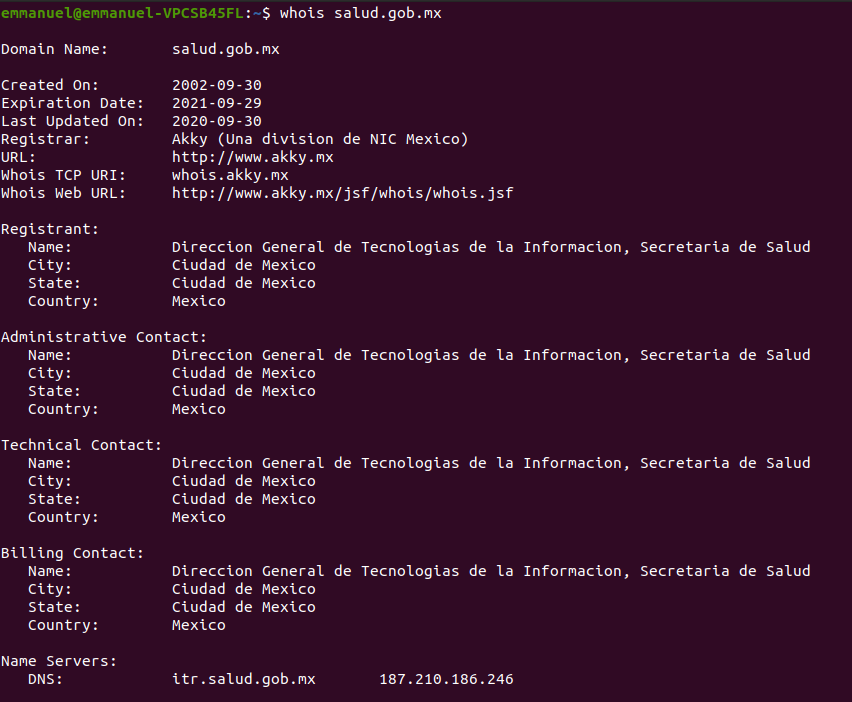 emmanuel@emmanuel-VPCSB45FL:~$ whois salud.gob.mx
Domain Name: salud.gob.mx
Created On: 2002-09-30
Expiration Date: 2021-09-29
Last Updated On: 2020-09-30
Registrar: Akky (Una division de NIC Mexico)
URL: http://www.akky.mx
Whois TCP URI: whois.akky.mx
Whois Web URL: http://www.akky.mx/jsf/whois/whois.jsf
Registrant:
Name: Direccion General de Tecnologias de la Informacion, Secretaria de Salud
City: Ciudad de Mexico
State: Ciudad de Mexico
Country: Mexico
Administrative Contact:
Name: Direccion General de Tecnologias de la Informacion, Secretaria de Salud
City: Ciudad de Mexico
State: Ciudad de Mexico
Country: Mexico
Technical Contact:
Name: Direccion General de Tecnologias de la Informacion, Secretaria de Salud
City: Ciudad de Mexico
State: Ciudad de Mexico
Country: Mexico
Billing Contact:
Name: Direccion General de Tecnologias de la Informacion, Secretaria de Salud
City: Ciudad de Mexico
State: Ciudad de Mexico
Country: Mexico
Name Servers:
DNS: itr.salud.gob.mx 187.210.186.246